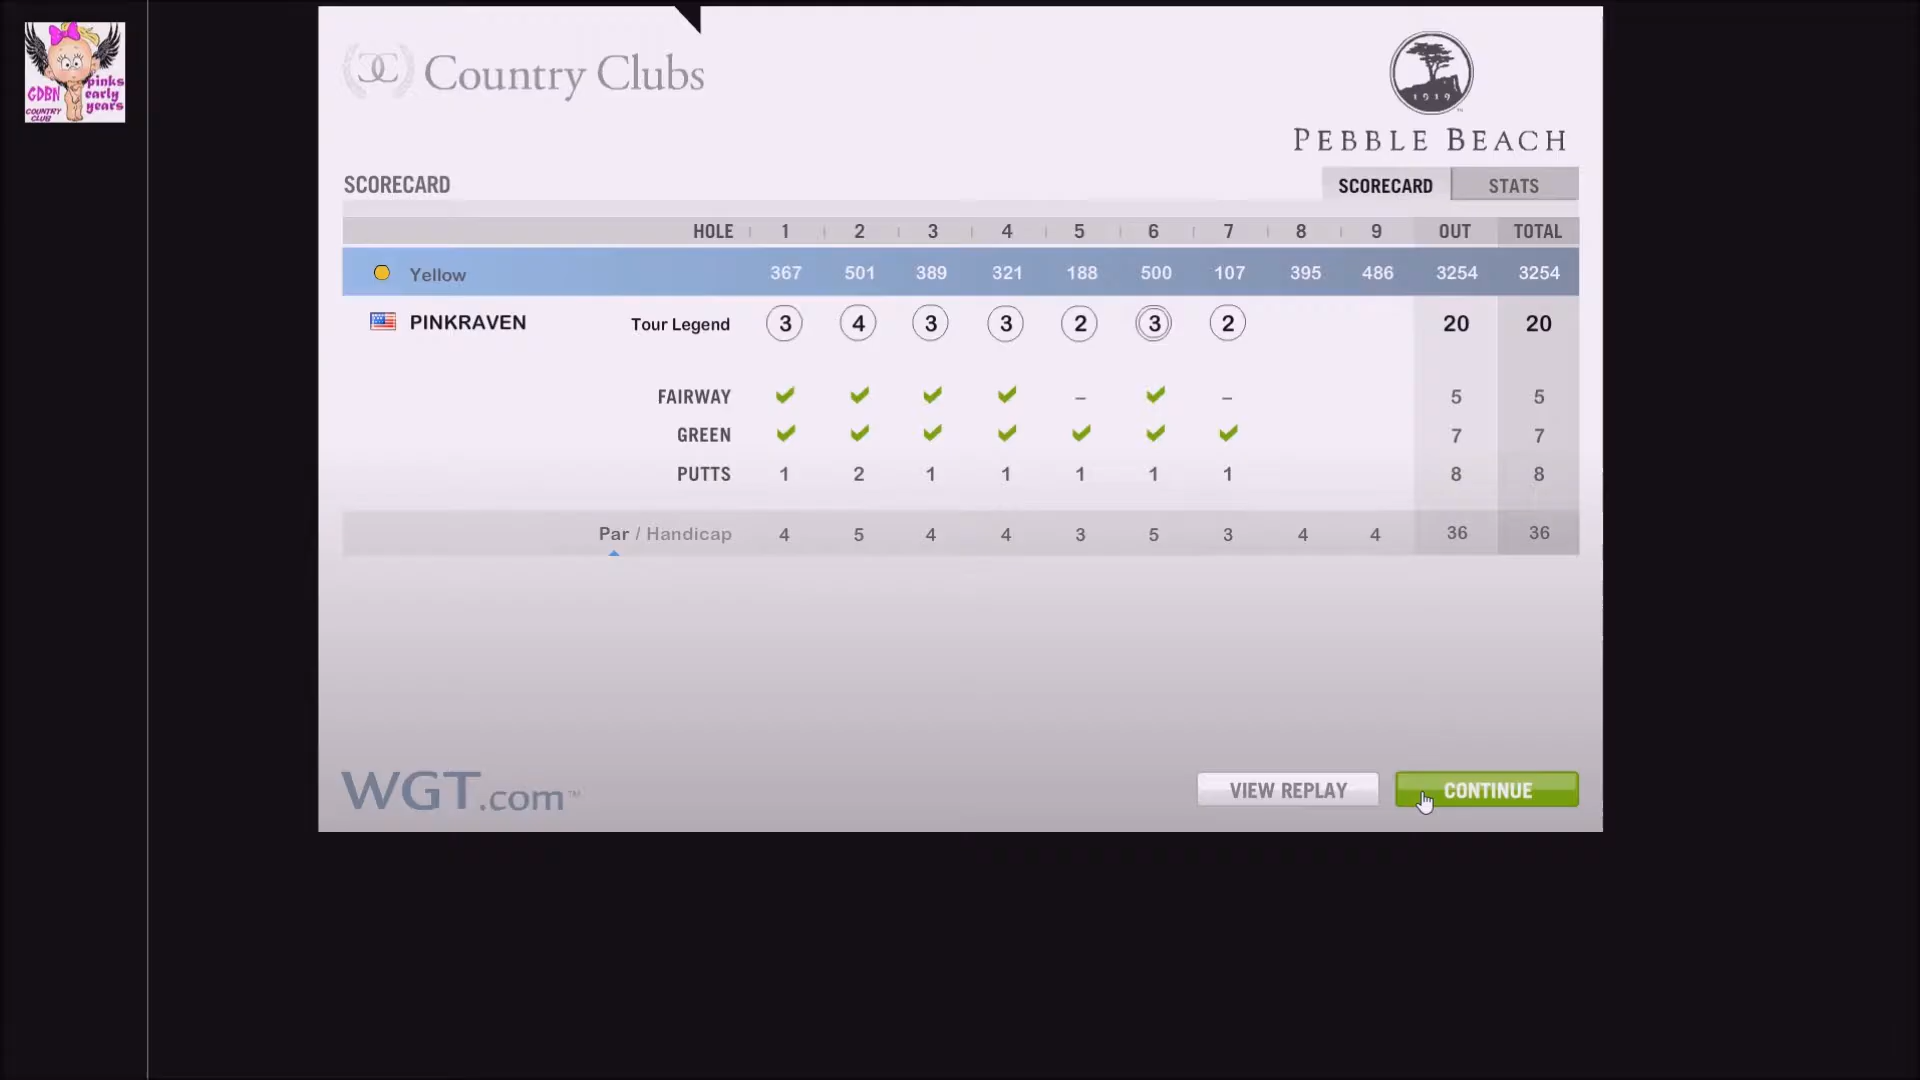 GDBN
COUNTRY
CLUB
pinks
early
years
CC Country Clubs
1919
PEBBLE BEACH
SCORECARD
SCORECARD STATS
HOLE 1 2 3 4 5 6 7 8 9 OUT TOTAL
Yellow 367 501 389 321 188 500 107 395 486 3254 3254
PINKRAVEN Tour Legend 3 4 3 3 2 3 2 20 20
FAIRWAY – – 5 5
GREEN 7 7
PUTTS 1 2 1 1 1 1 1 8 8
Par / Handicap 4 5 4 4 3 5 3 4 4 36 36
WGT.com™
VIEW REPLAY CONTINUE